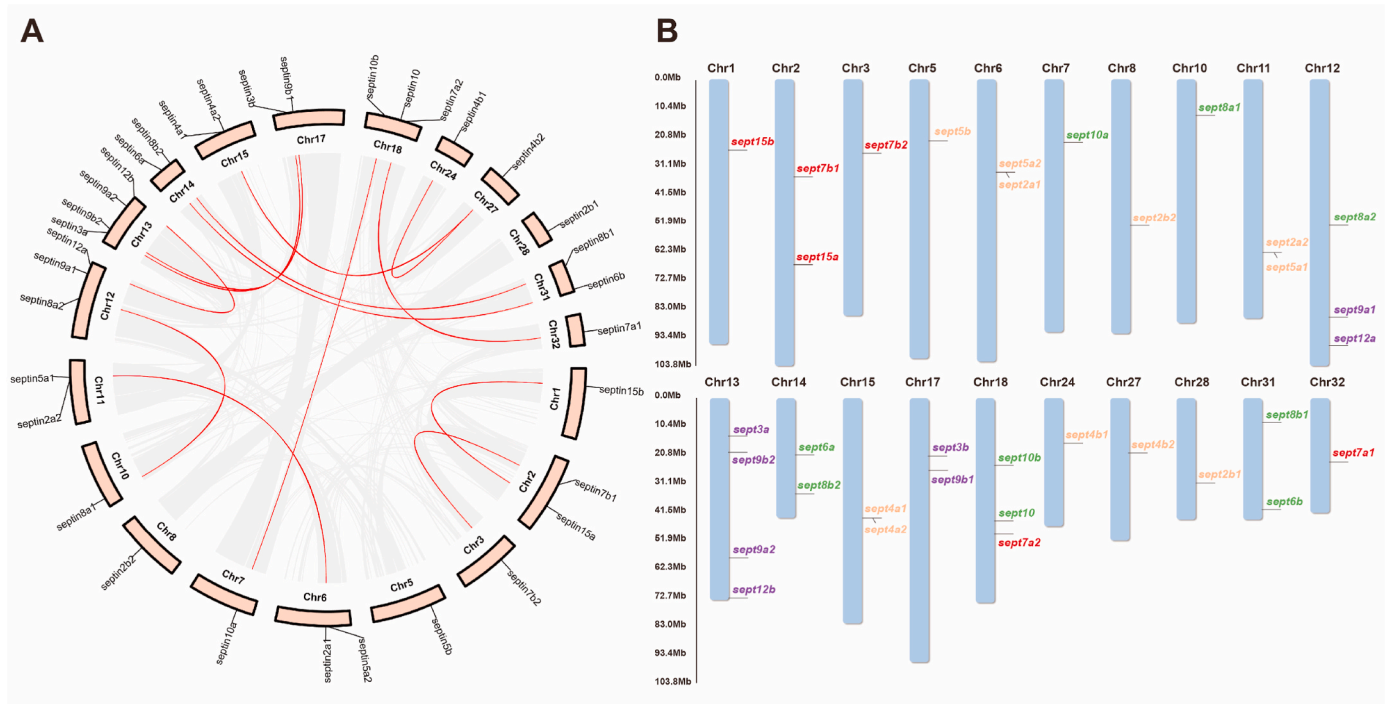 A
septin3b
septin9b1
septin10b
septin10
septin7a2
septin4b1
septin4b2
septin2b1
septin8b1
septin6b
septin7a1
septin15b
septin7b1
septin15a
septin7b2
septin5b
septin5a2
septin2a1
septin10a
septin2b2
septin8a1
septin2a2
septin5a1
septin8a2
septin9a1
septin12a
septin3a
septin9b2
septin9a2
septin12b
septin6a
septin8b2
septin4a1
septin4a2
Chr17
Chr18
Chr24
Chr27
Chr28
Chr31
Chr32
Chr1
Chr2
Chr3
Chr5
Chr6
Chr7
Chr8
Chr10
Chr11
Chr12
Chr13
Chr14
Chr15
B
Chr1 Chr2 Chr3 Chr5 Chr6 Chr7 Chr8 Chr10 Chr11 Chr12
0.0Mb
10.4Mb
20.8Mb
31.1Mb
41.5Mb
51.9Mb
62.3Mb
72.7Mb
83.0Mb
93.4Mb
103.8Mb
sept15b
sept7b1
sept15a
sept7b2
sept5b
sept5a2
sept2a1
sept10a
sept2b2
sept8a1
sept2a2
sept5a1
sept8a2
sept9a1
sept12a
Chr13 Chr14 Chr15 Chr17 Chr18 Chr24 Chr27 Chr28 Chr31 Chr32
0.0Mb
10.4Mb
20.8Mb
31.1Mb
41.5Mb
51.9Mb
62.3Mb
72.7Mb
83.0Mb
93.4Mb
103.8Mb
sept3a
sept9b2
sept9a2
sept12b
sept6a
sept8b2
sept4a1
sept4a2
sept3b
sept9b1
sept10b
sept10
sept7a2
sept4b1
sept4b2
sept2b1
sept8b1
sept6b
sept7a1